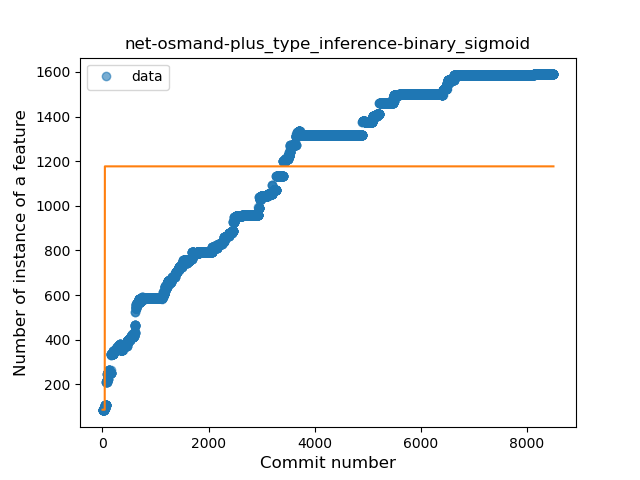 net-osmand-plus_type_inference-binary_sigmoid
data
Number of instance of a feature
1600
1400
1200
1000
800
600
400
200
0 2000 4000 6000 8000
Commit number